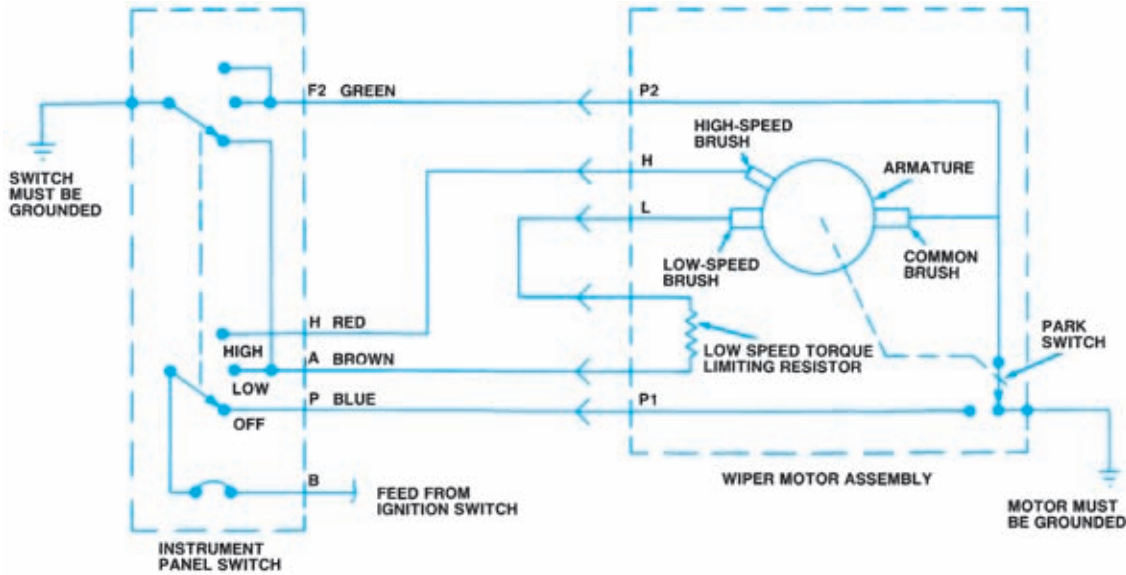 F2 GREEN
P2
HIGH-SPEED
BRUSH
H
ARMATURE
SWITCH
MUST BE
GROUNDED
L
LOW-SPEED
BRUSH
COMMON
BRUSH
H RED
HIGH
A BROWN
LOW
LOW SPEED TORQUE
LIMITING RESISTOR
PARK
SWITCH
P BLUE
OFF
P1
B
FEED FROM
IGNITION SWITCH
WIPER MOTOR ASSEMBLY
MOTOR MUST
BE GROUNDED
INSTRUMENT
PANEL SWITCH